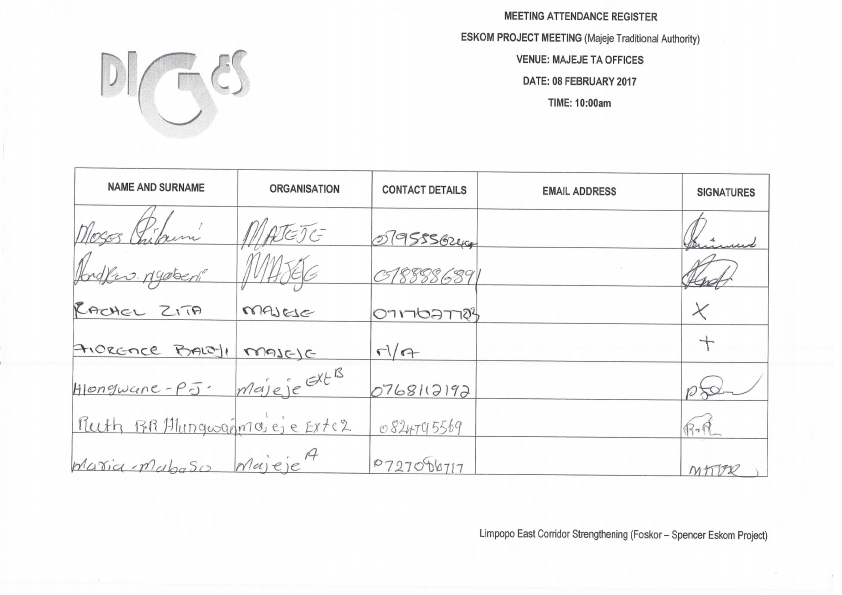 MEETING ATTENDANCE REGISTER
ESKOM PROJECT MEETING (Majeje Traditional Authority)
VENUE: MAJEJE TA OFFICES
DATE: 08 FEBRUARY 2017
TIME: 10:00am
DIGES
NAME AND SURNAME ORGANISATION CONTACT DETAILS EMAIL ADDRESS SIGNATURES
Moses MAJEJE
MAJEJE 0788886891
RACHEL ZITA MAJEJE X
FLORENCE BALOJI MAJEJE N/A +
Hlongwane - P.J. Majeje Ext B 0768112192
Ruth B.R Hlungwani majeje Ext 2 0824795569 R.R
Maria - Mabaso Majeje A
Limpopo East Corridor Strengthening (Foskor – Spencer Eskom Project)